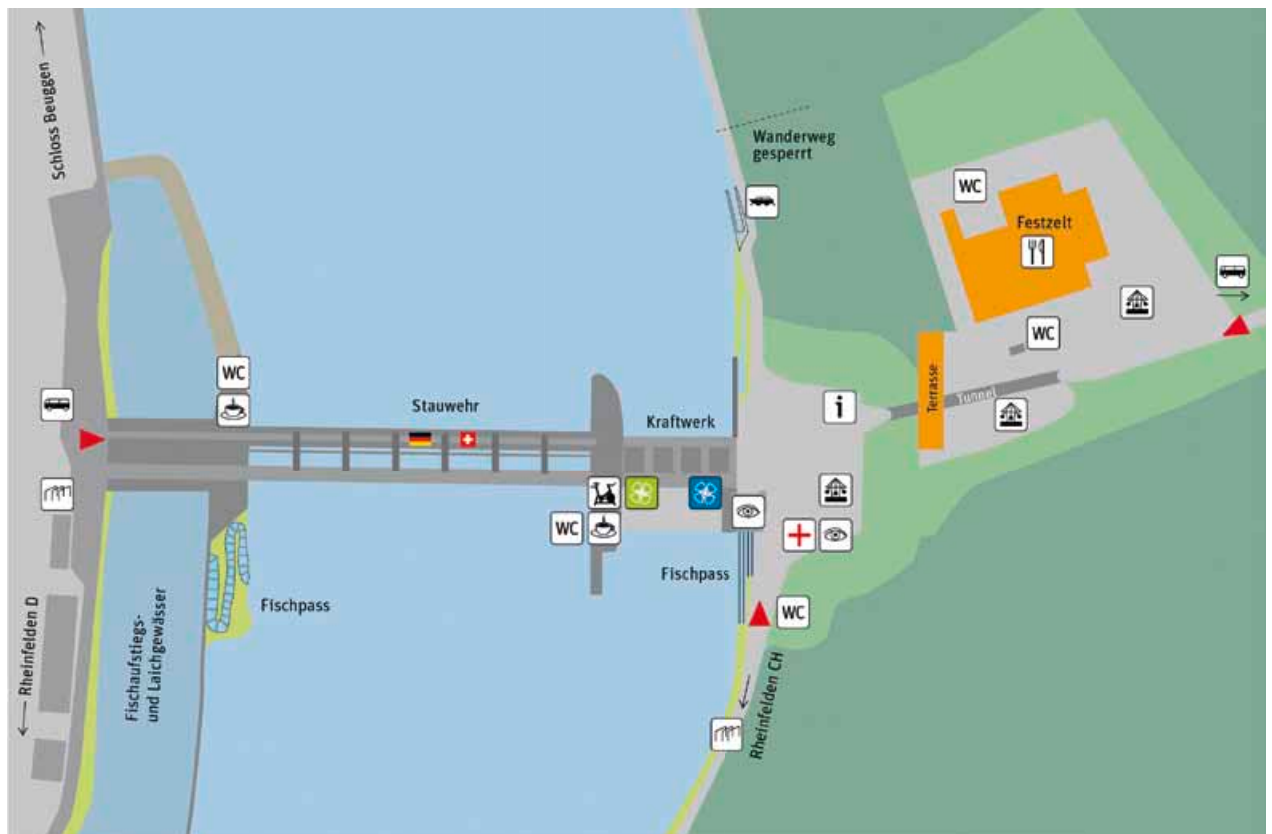 Schloss Beuggen
Wanderweg
gesperrt
WC
Festzelt
WC
WC
Stauwehr
Kraftwerk
i
Terrasse
Tunnel
WC
Fischpass
Fischpass
WC
Rheinfelden D
Fischaufstiegs-
und Laichgewässer
Rheinfelden CH